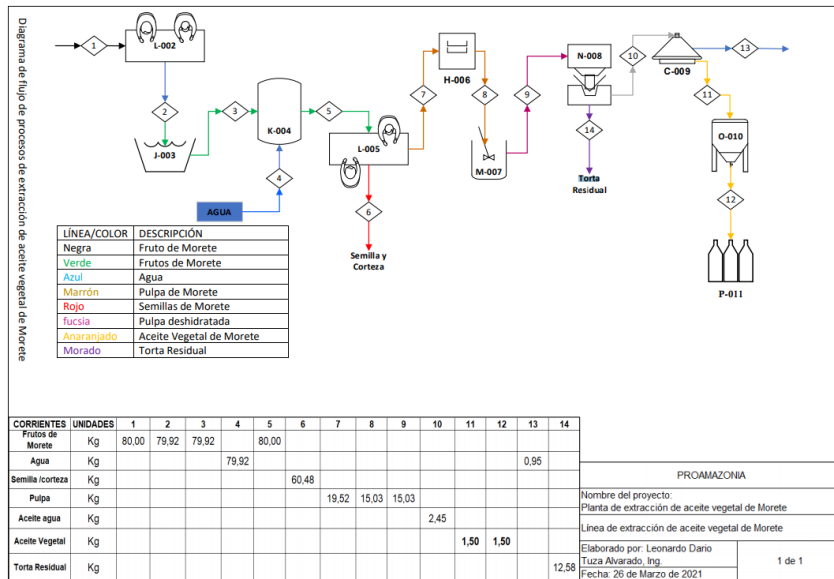 Diagrama de flujo de procesos de extracción de aceite vegetal de Morete
1
L-002
2
J-003
3
K-004
4
AGUA
5
L-005
6
Semilla y
Corteza
7
H-006
8
M-007
9
N-008
14
Torta
Residual
10
C-009
13
11
O-010
12
P-011
LÍNEA/COLOR DESCRIPCIÓN
Negra Fruto de Morete
Verde Frutos de Morete
Azul Agua
Marrón Pulpa de Morete
Rojo Semillas de Morete
fucsia Pulpa deshidratada
Anaranjado Aceite Vegetal de Morete
Morado Torta Residual
CORRIENTES UNIDADES 1 2 3 4 5 6 7 8 9 10 11 12 13 14
Frutos de
Morete Kg 80,00 79,92 79,92 80,00
Agua Kg 79,92 0,95
Semilla /corteza Kg 60,48
Pulpa Kg 19,52 15,03 15,03
Aceite agua Kg 2,45
Aceite Vegetal Kg 1,50 1,50
Torta Residual Kg 12,58
PROAMAZONIA
Nombre del proyecto:
Planta de extracción de aceite vegetal de Morete
Línea de extracción de aceite vegetal de Morete
Elaborado por: Leonardo Dario
Tuza Alvarado, Ing.
Fecha: 26 de Marzo de 2021
1 de 1